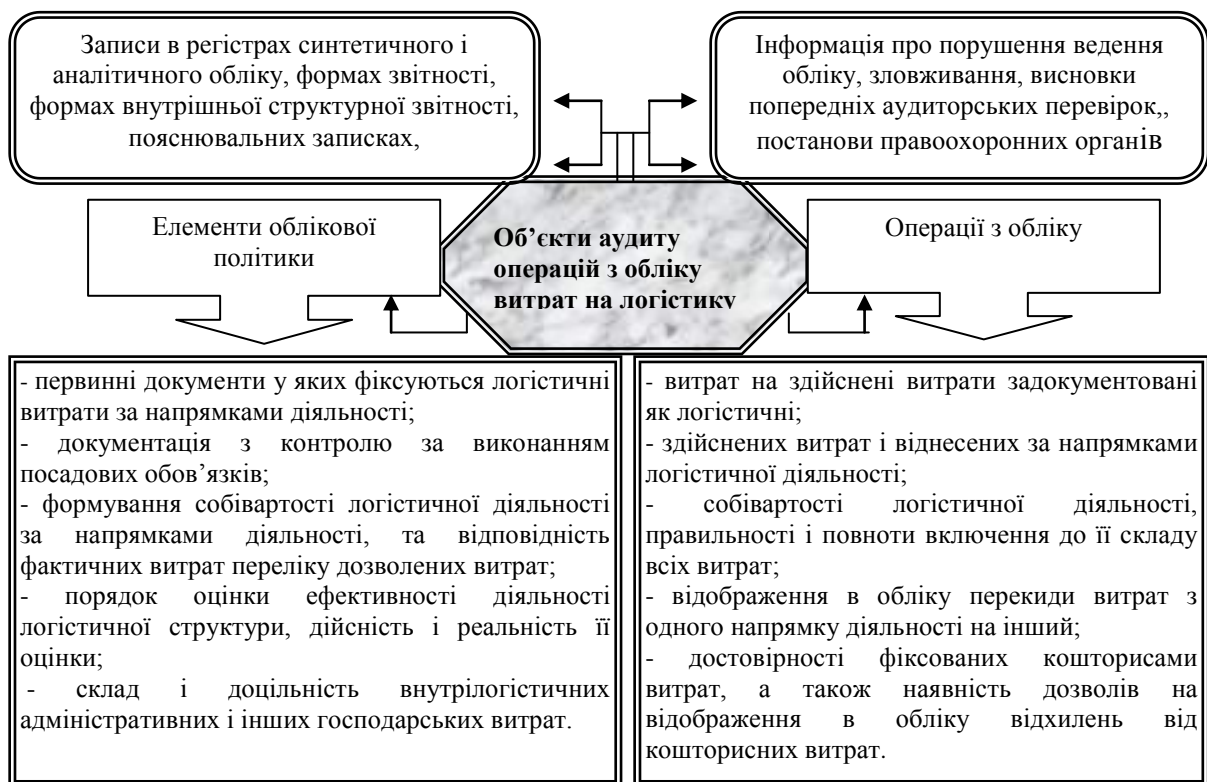 Записи в регістрах синтетичного і
аналітичного обліку, формах звітності,
формах внутрішньої структурної звітності,
пояснювальних записках,
Інформація про порушення ведення
обліку, зловживання, висновки
попередніх аудиторських перевірок,,
постанови правоохоронних органів
Елементи облікової
політики
Об’єкти аудиту
операцій з обліку
витрат на логістику
Операції з обліку
- первинні документи у яких фіксуються логістичні
витрати за напрямками діяльності;
- документація з контролю за виконанням
посадових обов’язків;
- формування собівартості логістичної діяльності
за напрямками діяльності, та відповідність
фактичних витрат переліку дозволених витрат;
- порядок оцінки ефективності діяльності
логістичної структури, дійсність і реальність її
оцінки;
- склад і доцільність внутрілогістичних
адміністративних і інших господарських витрат.
- витрат на здійснені витрати задокументовані
як логістичні;
- здійснених витрат і віднесених за напрямками
логістичної діяльності;
- собівартості логістичної діяльності,
правильності і повноти включення до її складу
всіх витрат;
- відображення в обліку перекиди витрат з
одного напрямку діяльності на інший;
- достовірності фіксованих кошторисами
витрат, а також наявність дозволів на
відображення в обліку відхилень від
кошторисних витрат.